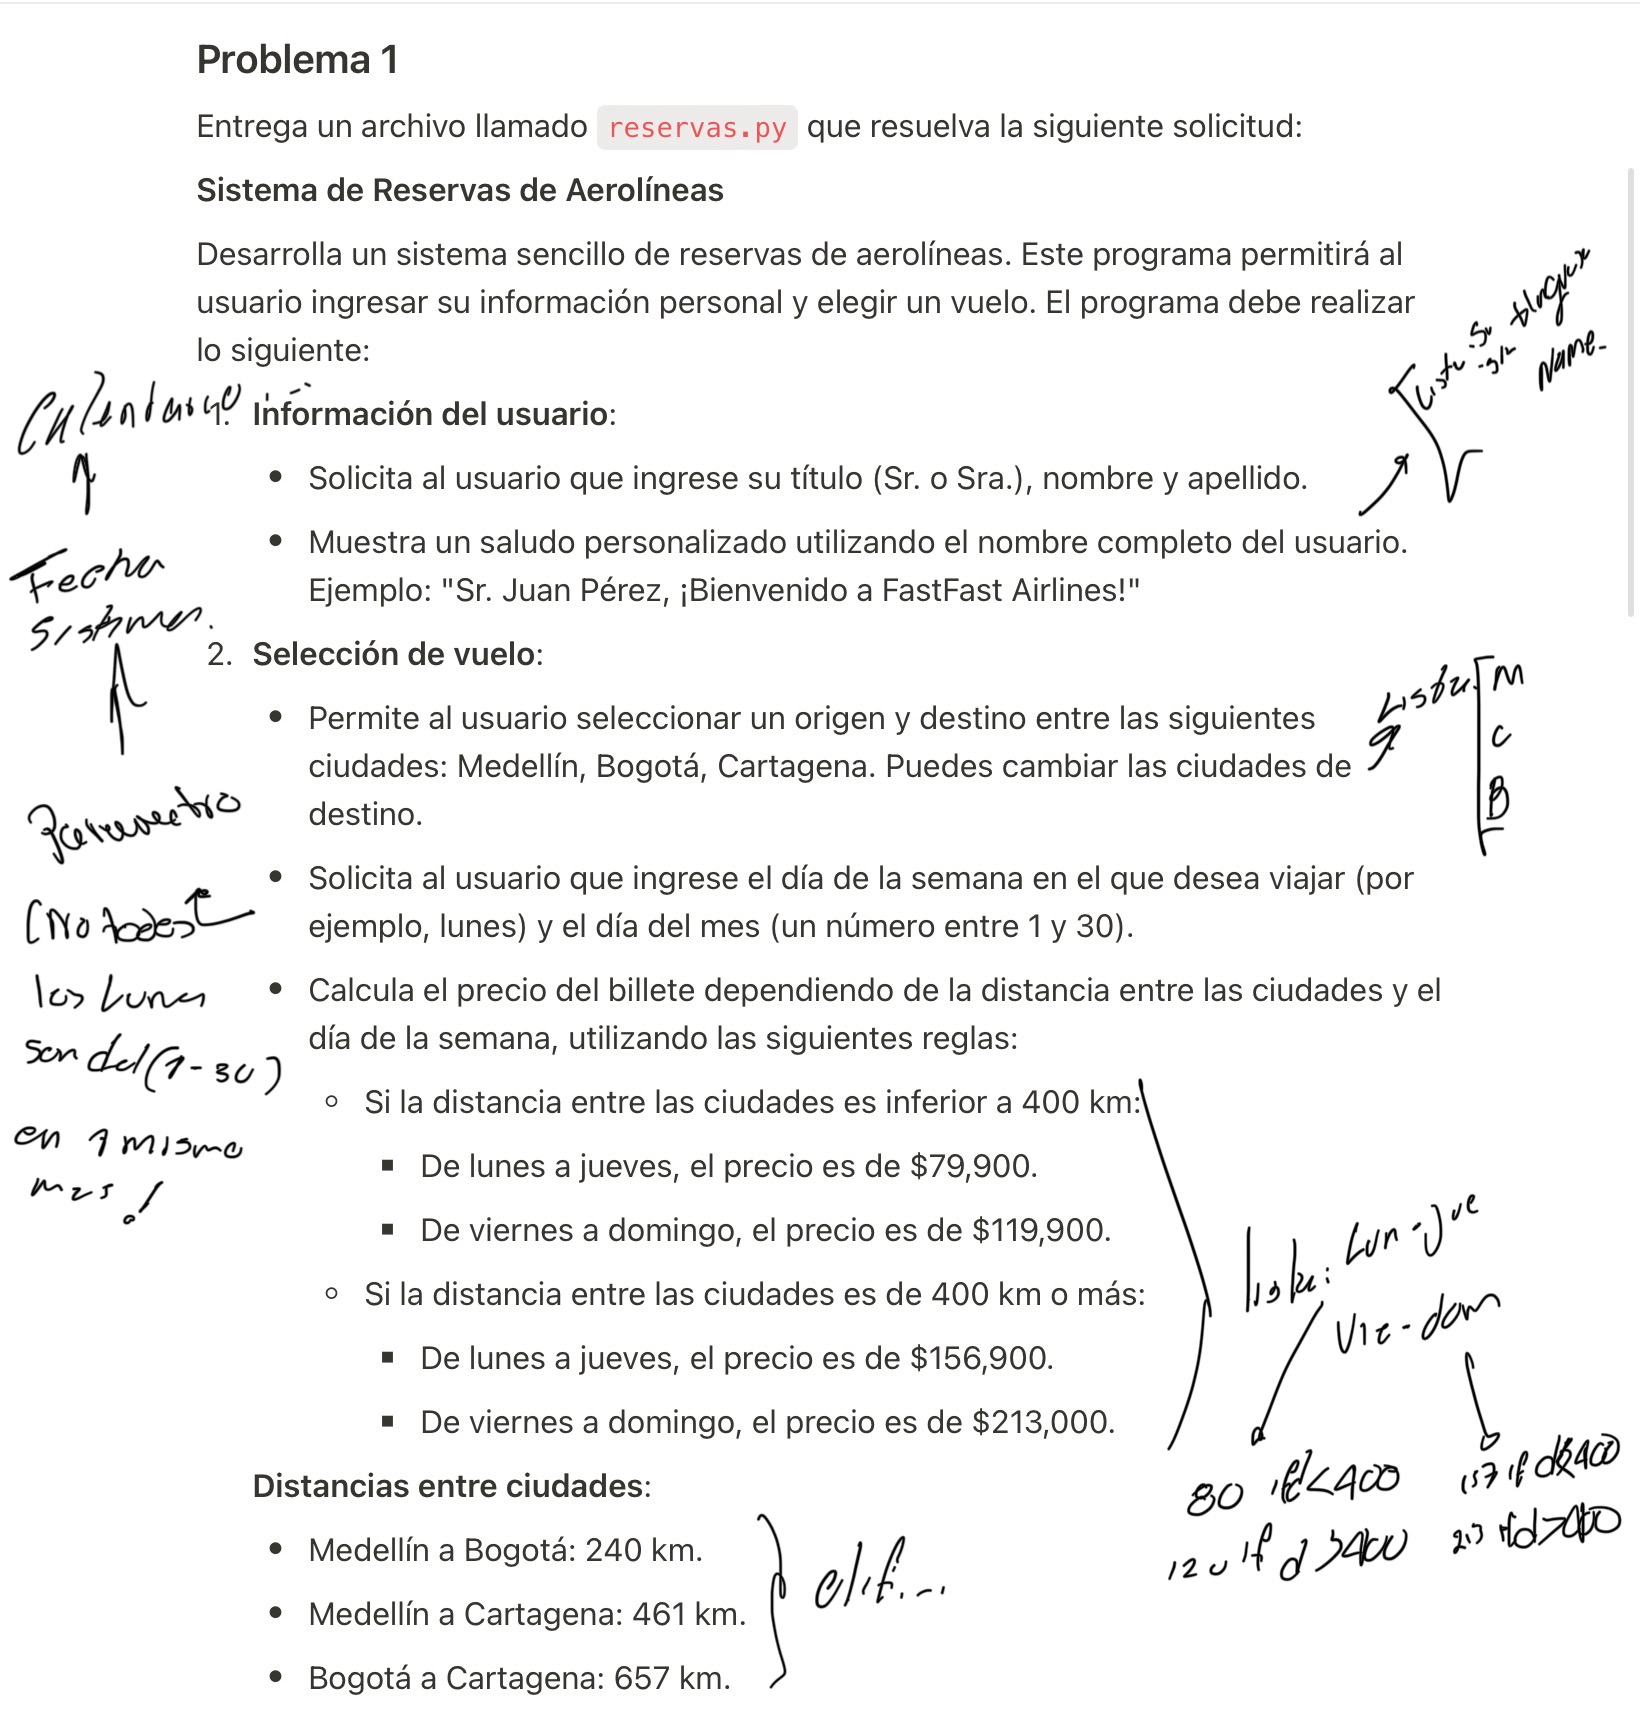 Problema 1
Entrega un archivo llamado reservas.py que resuelva la siguiente solicitud:
Sistema de Reservas de Aerolíneas
Desarrolla un sistema sencillo de reservas de aerolíneas. Este programa permitirá al
usuario ingresar su información personal y elegir un vuelo. El programa debe realizar
lo siguiente:
1. Información del usuario:
• Solicita al usuario que ingrese su título (Sr. o Sra.), nombre y apellido.
• Muestra un saludo personalizado utilizando el nombre completo del usuario.
Ejemplo: "Sr. Juan Pérez, ¡Bienvenido a FastFast Airlines!"
2. Selección de vuelo:
• Permite al usuario seleccionar un origen y destino entre las siguientes
ciudades: Medellín, Bogotá, Cartagena. Puedes cambiar las ciudades de
destino.
• Solicita al usuario que ingrese el día de la semana en el que desea viajar (por
ejemplo, lunes) y el día del mes (un número entre 1 y 30).
• Calcula el precio del billete dependiendo de la distancia entre las ciudades y el
día de la semana, utilizando las siguientes reglas:
◦ Si la distancia entre las ciudades es inferior a 400 km:
▪ De lunes a jueves, el precio es de $79,900.
▪ De viernes a domingo, el precio es de $119,900.
◦ Si la distancia entre las ciudades es de 400 km o más:
▪ De lunes a jueves, el precio es de $156,900.
▪ De viernes a domingo, el precio es de $213,000.
Distancias entre ciudades:
• Medellín a Bogotá: 240 km.
• Medellín a Cartagena: 461 km.
• Bogotá a Cartagena: 657 km.
Calendario
Fecha
Sistema.
Parametro
(No todos
los lunes
son del (1-30)
en 1 mismo
mes!
Lista
Name.
Lista
M
C
B
lista: Lun-Jue
Vie-dom
80 if d<400
120 if d>400
157 if d<400
213 if d>400
elif...